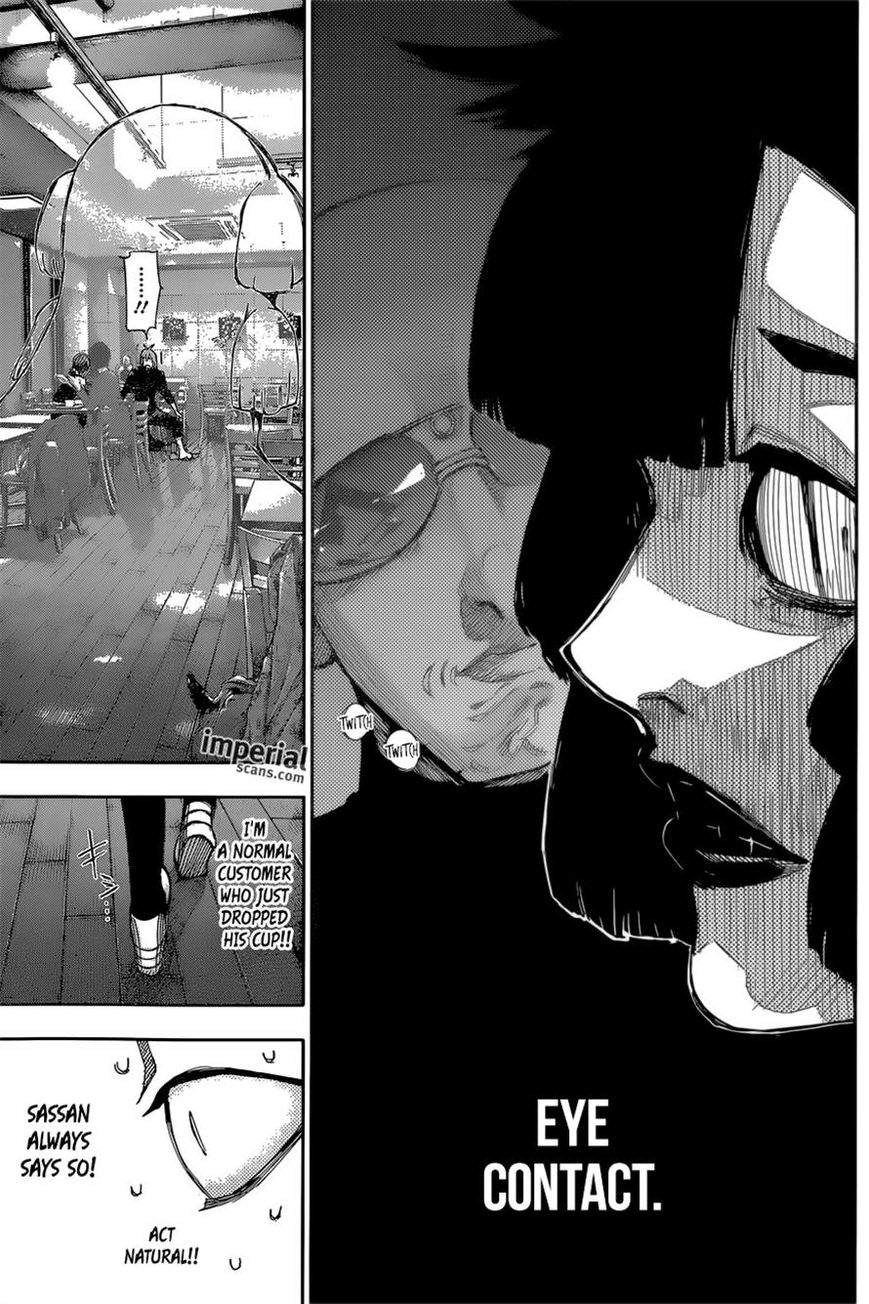 TWITCH
TWITCH
EYE
CONTACT.
......!!
imperial
scans.com
I'M
A NORMAL
CUSTOMER
WHO JUST
DROPPED
HIS CUP!!
SASSAN
ALWAYS
SAYS SO!
ACT
NATURAL!!